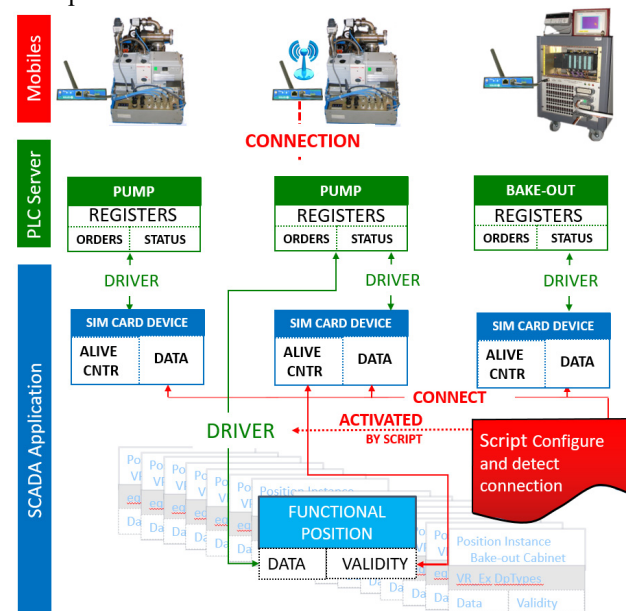 Mobiles
CONNECTION
PLC Server
PUMP
REGISTERS
ORDERS STATUS
PUMP
REGISTERS
ORDERS STATUS
BAKE-OUT
REGISTERS
ORDERS STATUS
DRIVER
DRIVER
DRIVER
SCADA Application
SIM CARD DEVICE
ALIVE
CNTR
DATA
SIM CARD DEVICE
ALIVE
CNTR
DATA
SIM CARD DEVICE
ALIVE
CNTR
DATA
CONNECT
DRIVER
ACTIVATED
BY SCRIPT
Script Configure
and detect
connection
Position Instance
FUNCTIONAL
POSITION
DATA VALIDITY
Position Instance
Bake-out Cabinet
VR_Ex DpTypes
Data Validity